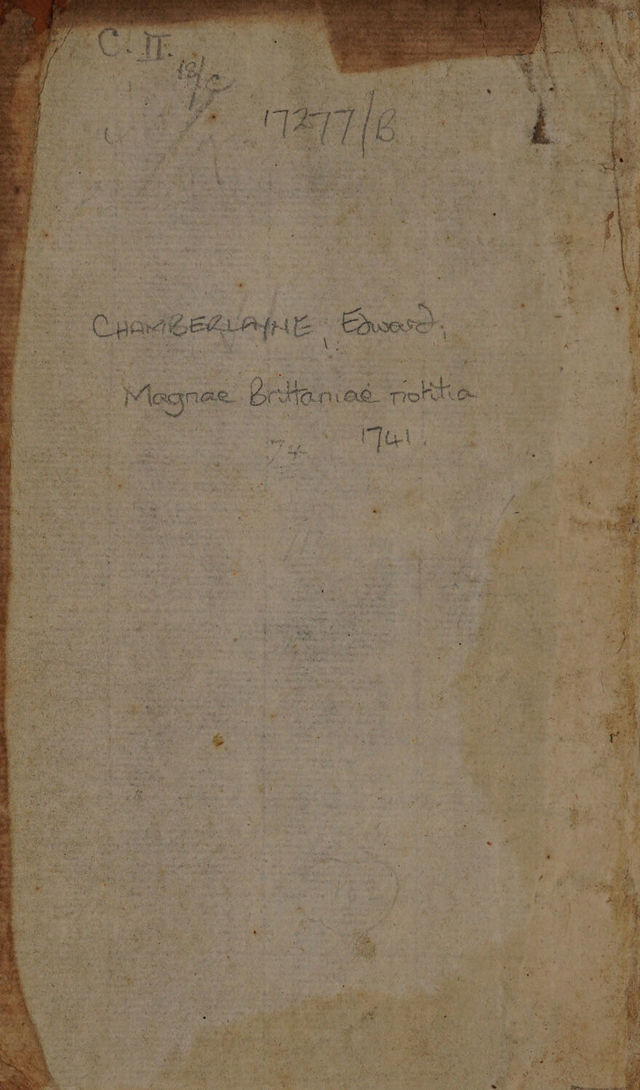 C. II.
18/c
17277/B
CHAMBERLAYNE, Edward,
Magnae Brittaniae notitia
74 1741.